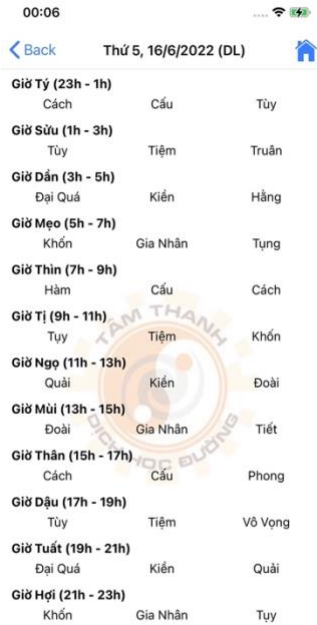 00:06
Back Thứ 5, 16/6/2022 (DL)
Giờ Tý (23h - 1h)
Cách Cấu Tùy
Giờ Sửu (1h - 3h)
Tùy Tiệm Truân
Giờ Dần (3h - 5h)
Đại Quá Kiền Hằng
Giờ Mẹo (5h - 7h)
Khốn Gia Nhân Tụng
Giờ Thìn (7h - 9h)
Hàm Cấu Cách
Giờ Tị (9h - 11h)
Tụy Tiệm Khốn
Giờ Ngọ (11h - 13h)
Quải Kiền Đoài
Giờ Mùi (13h - 15h)
Đoài Gia Nhân Tiết
Giờ Thân (15h - 17h)
Cách Cấu Phong
Giờ Dậu (17h - 19h)
Tùy Tiệm Vô Vọng
Giờ Tuất (19h - 21h)
Đại Quá Kiền Quải
Giờ Hợi (21h - 23h)
Khốn Gia Nhân Tụy
TÂM THANH
DỊCH HỌC ĐƯỜNG